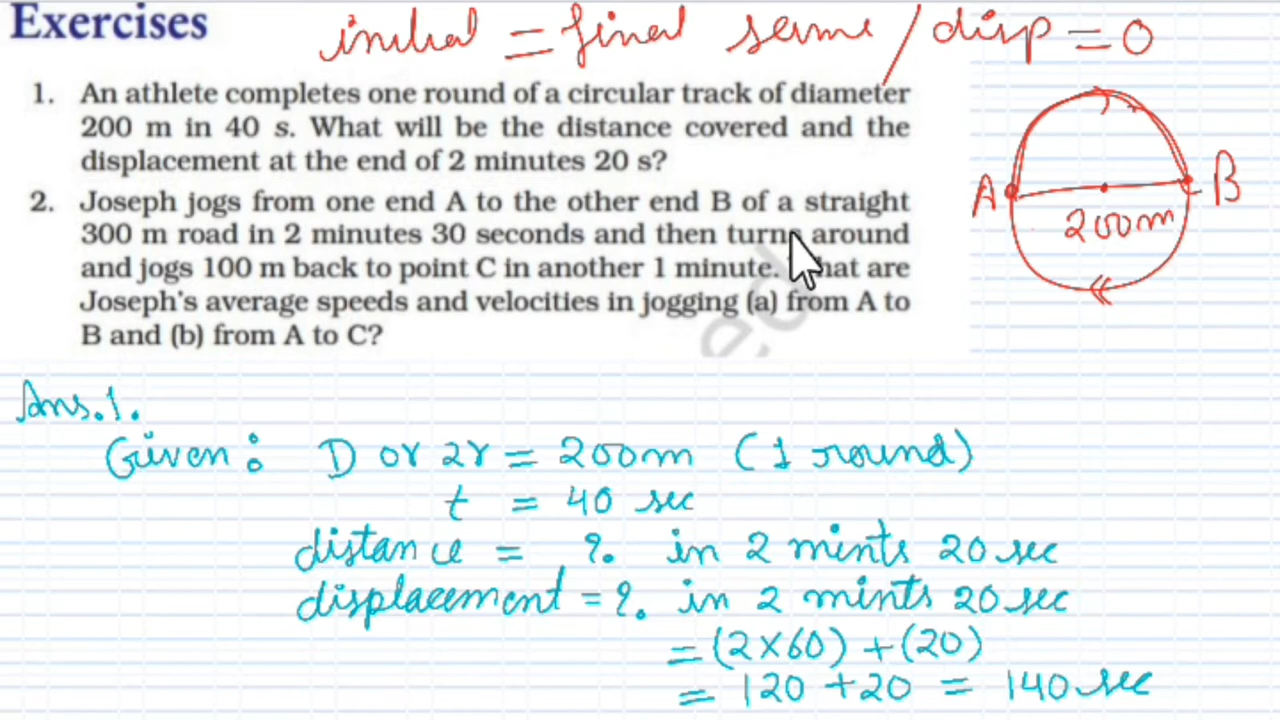 Exercises
initial = final same / disp = 0
1. An athlete completes one round of a circular track of diameter
200 m in 40 s. What will be the distance covered and the
displacement at the end of 2 minutes 20 s?
2. Joseph jogs from one end A to the other end B of a straight
300 m road in 2 minutes 30 seconds and then turns around
and jogs 100 m back to point C in another 1 minute. What are
Joseph's average speeds and velocities in jogging (a) from A to
B and (b) from A to C?
A
B
200m
ed
Ans.1.
Given: D or 2r = 200m (1 round)
t = 40 sec
distance = ?. in 2 mints 20 sec
displacement = ?. in 2 mints 20 sec
= (2×60) + (20)
= 120 + 20 = 140 sec